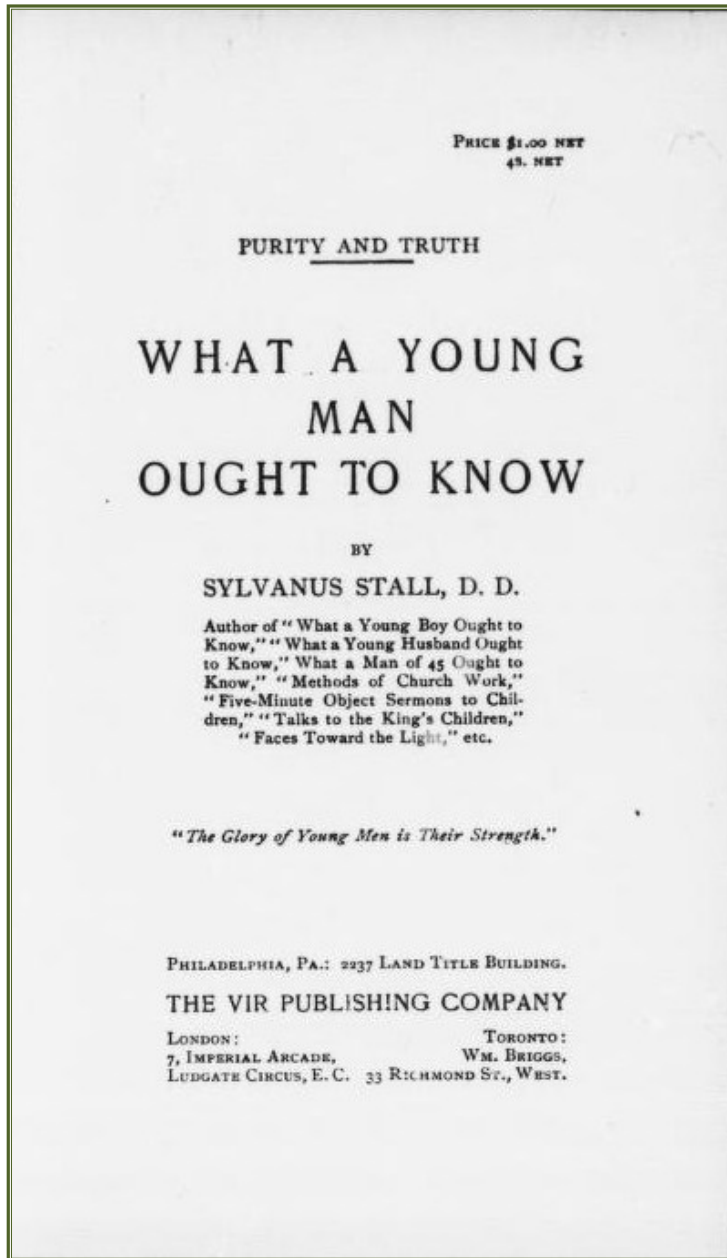 PRICE $1.00 NET
4S. NET
PURITY AND TRUTH
WHAT A YOUNG
MAN
OUGHT TO KNOW
BY
SYLVANUS STALL, D. D.
Author of “What a Young Boy Ought to
Know,” “What a Young Husband Ought
to Know,” What a Man of 45 Ought to
Know,” “Methods of Church Work,”
“Five-Minute Object Sermons to Chil-
dren,” “Talks to the King's Children,”
“Faces Toward the Light,” etc.
“The Glory of Young Men is Their Strength.”
PHILADELPHIA, PA.: 2237 LAND TITLE BUILDING.
THE VIR PUBLISHING COMPANY
LONDON: TORONTO:
7, IMPERIAL ARCADE, WM. BRIGGS,
LUDGATE CIRCUS, E. C. 33 RICHMOND ST., WEST.